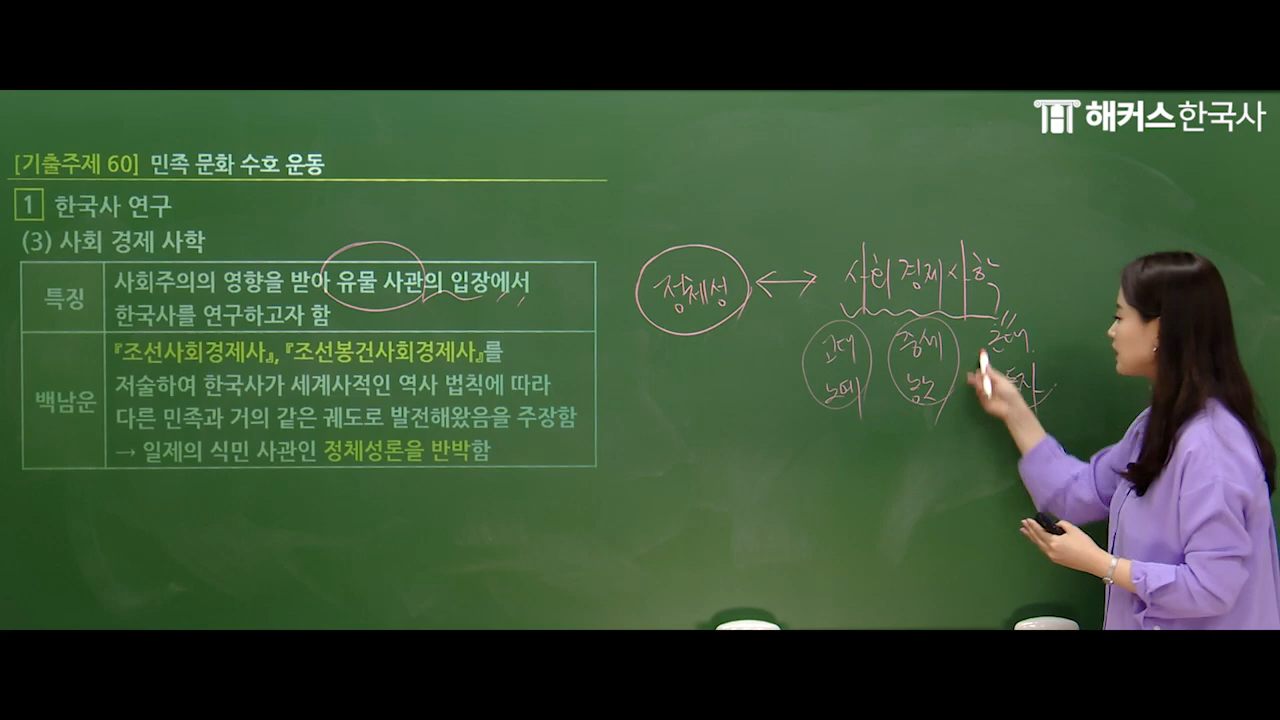 해커스한국사
[기출주제 60] 민족 문화 수호 운동
1 한국사 연구
(3) 사회 경제 사학
특징
사회주의의 영향을 받아 유물 사관의 입장에서
한국사를 연구하고자 함
백남운
『조선사회경제사』, 『조선봉건사회경제사』를
저술하여 한국사가 세계사적인 역사 법칙에 따라
다른 민족과 거의 같은 궤도로 발전해왔음을 주장함
→ 일제의 식민 사관인 정체성론을 반박함
정체성 ↔ 사회경제사학
고대 중세 근대
노예 농노